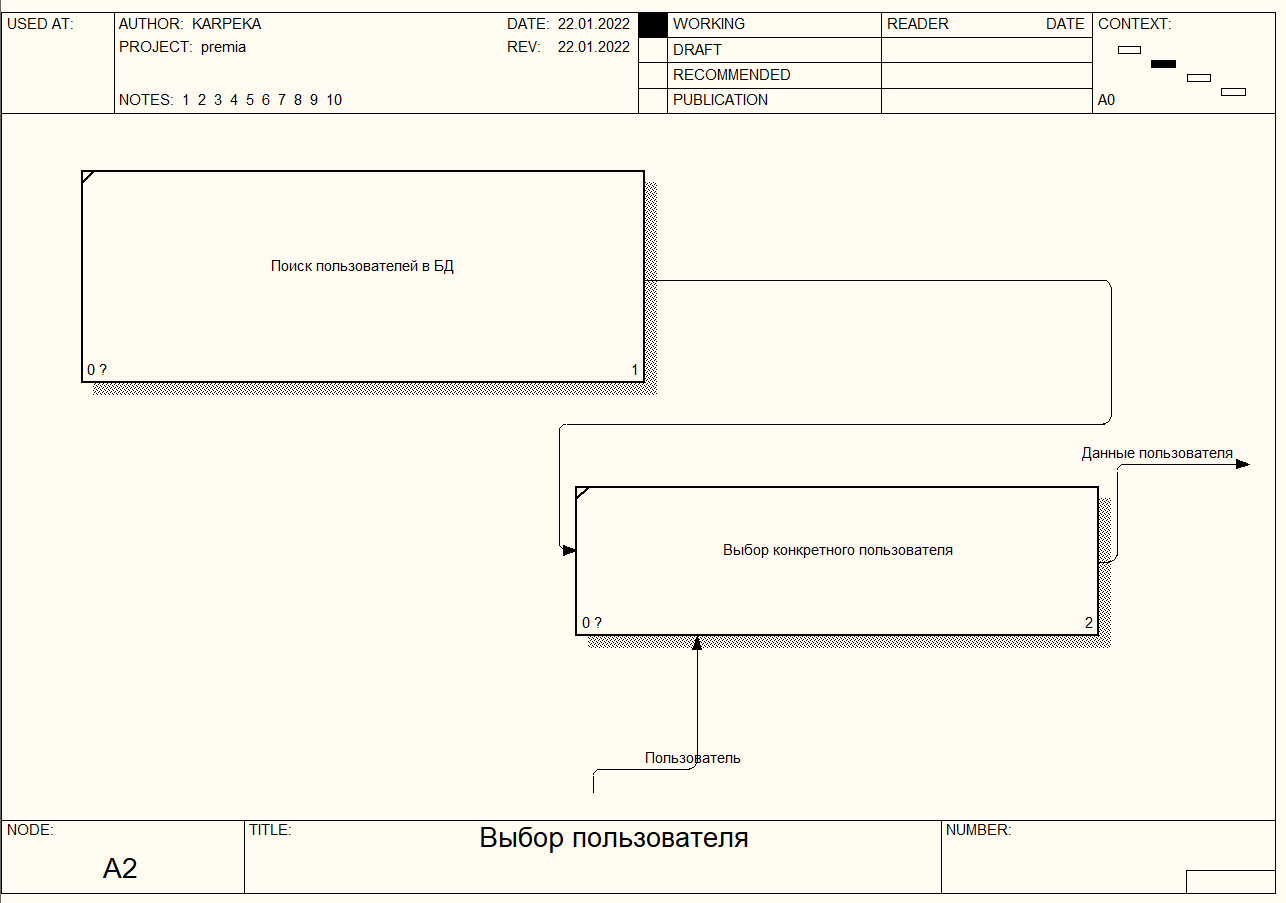 USED AT:
AUTHOR: KARPEKA
DATE: 22.01.2022
PROJECT: premia
REV: 22.01.2022
NOTES: 1 2 3 4 5 6 7 8 9 10
WORKING
DRAFT
RECOMMENDED
PUBLICATION
READER
DATE
CONTEXT:
A0
Поиск пользователей в БД
0 ?
1
Данные пользователя
Выбор конкретного пользователя
0 ?
2
Пользователь
NODE:
A2
TITLE:
Выбор пользователя
NUMBER: